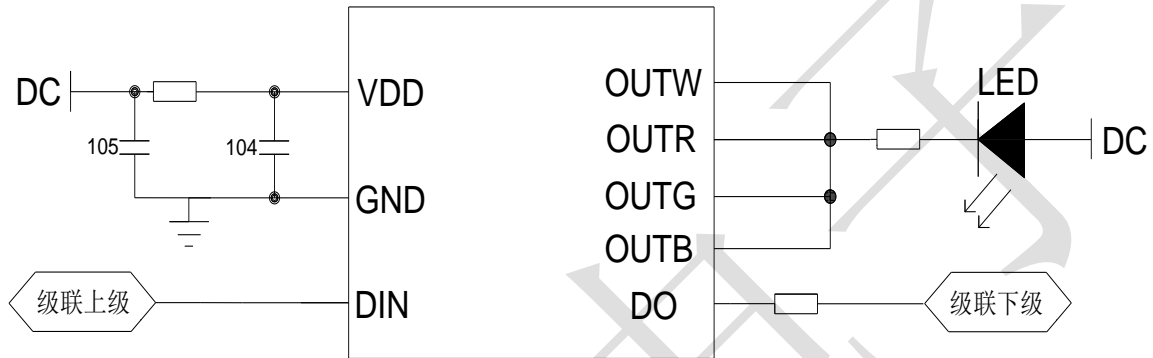 DC
105
104
VDD
GND
级联上级
DIN
OUTW
OUTR
OUTG
OUTB
DO
LED
DC
级联下级